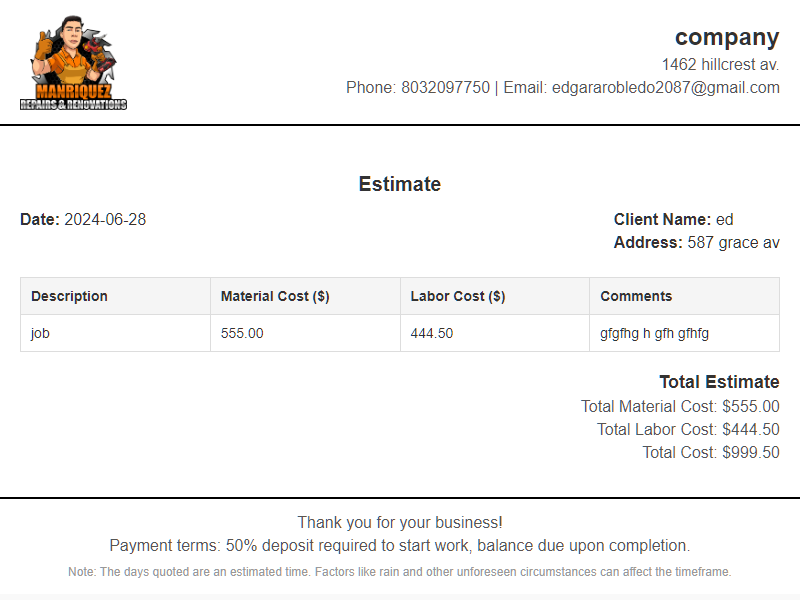 MANRIQUEZ
REPAIRS & RENOVATIONS
company
1462 hillcrest av.
Phone: 8032097750 | Email: edgararobledo2087@gmail.com
Estimate
Date: 2024-06-28
Client Name: ed
Address: 587 grace av
Description Material Cost ($) Labor Cost ($) Comments
job 555.00 444.50 gfgfhg h gfh gfhfg
Total Estimate
Total Material Cost: $555.00
Total Labor Cost: $444.50
Total Cost: $999.50
Thank you for your business!
Payment terms: 50% deposit required to start work, balance due upon completion.
Note: The days quoted are an estimated time. Factors like rain and other unforeseen circumstances can affect the timeframe.